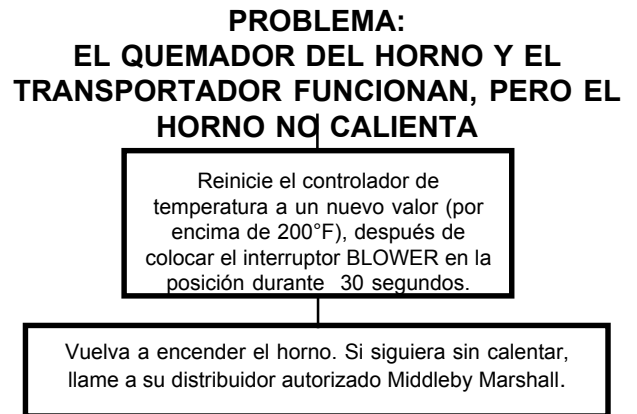 PROBLEMA:
EL QUEMADOR DEL HORNO Y EL
TRANSPORTADOR FUNCIONAN, PERO EL
HORNO NO CALIENTA
Reinicie el controlador de
temperatura a un nuevo valor (por
encima de 200°F), después de
colocar el interruptor BLOWER en la
posición durante 30 segundos.
Vuelva a encender el horno. Si siguiera sin calentar,
llame a su distribuidor autorizado Middleby Marshall.